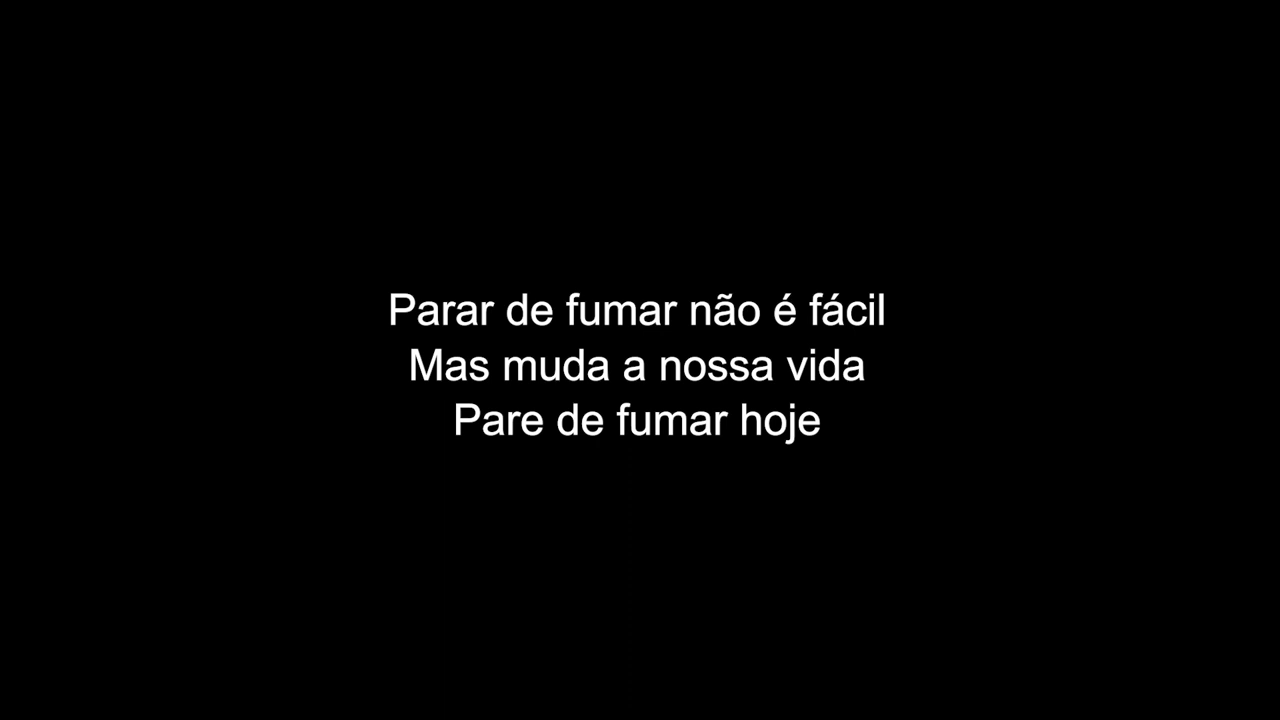 Parar de fumar não é fácil
Mas muda a nossa vida
Pare de fumar hoje